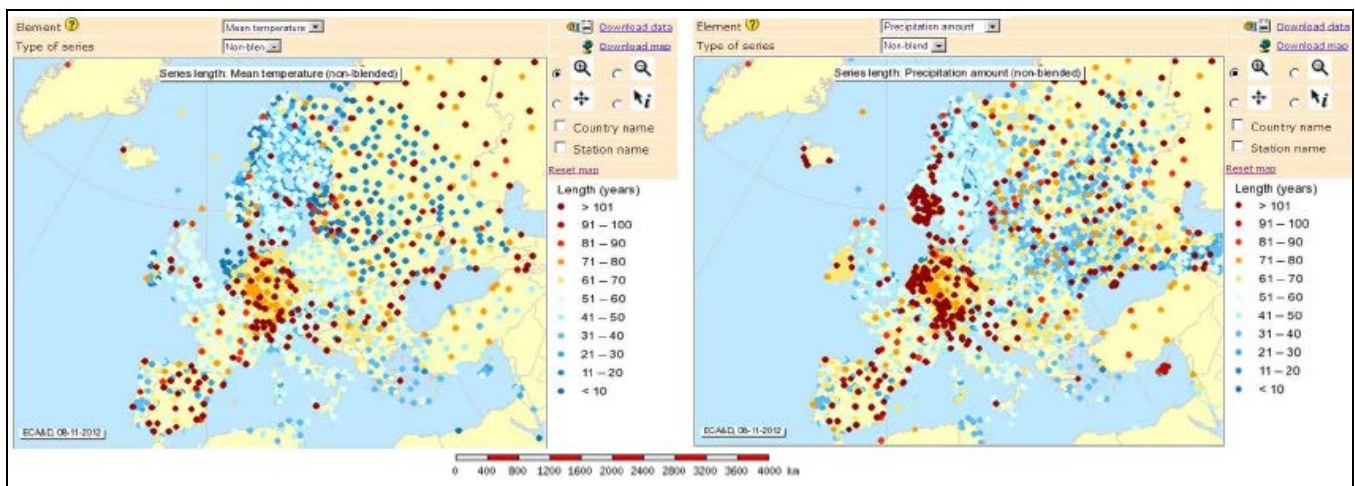 Element ?
Mean temperature
Download data
Type of series
Non-blen
Download map
Series length: Mean temperature (non-blended)
Country name
Station name
Reset map
Length (years)
> 101
91 – 100
81 – 90
71 – 80
61 – 70
51 – 60
41 – 50
31 – 40
21 – 30
11 – 20
< 10
ECA&D, 08-11-2012
Element ?
Precipitation amount
Download data
Type of series
Non-blend
Download map
Series length: Precipitation amount (non-blended)
Country name
Station name
Reset map
Length (years)
> 101
91 – 100
81 – 90
71 – 80
61 – 70
51 – 60
41 – 50
31 – 40
21 – 30
11 – 20
< 10
ECA&D, 08-11-2012
0 400 800 1200 1600 2000 2400 2800 3200 3600 4000 km